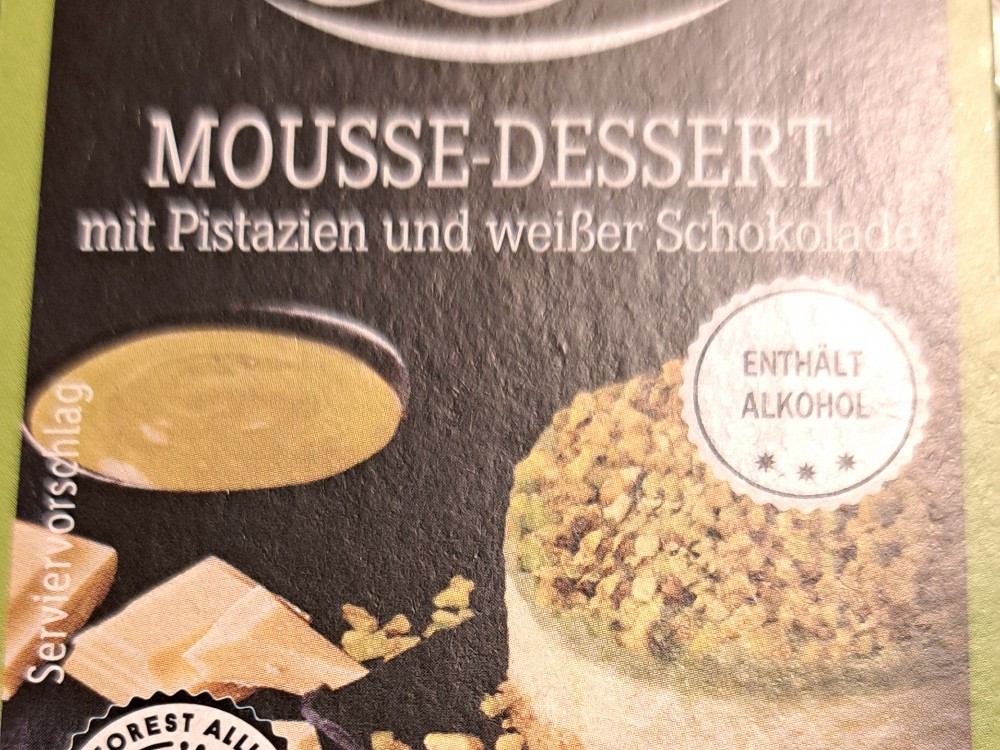 MOUSSE-DESSERT
mit Pistazien und weißer Schokolade
ENTHÄLT
ALKOHOL
Serviervorschlag